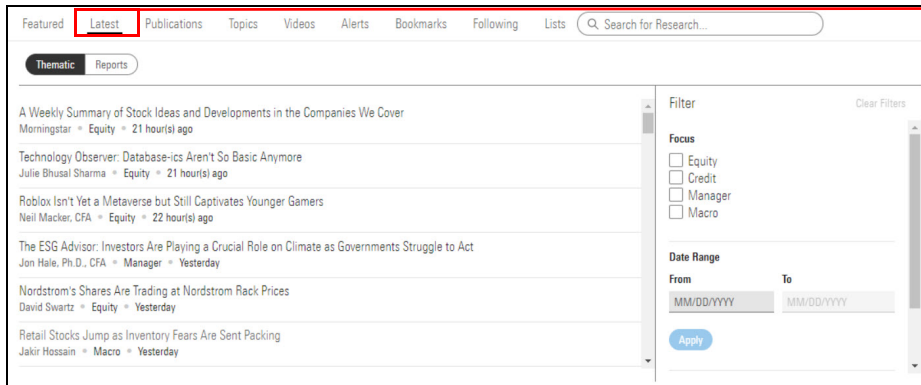 Featured Latest Publications Topics Videos Alerts Bookmarks Following Lists Search for Research...
Thematic Reports
A Weekly Summary of Stock Ideas and Developments in the Companies We Cover
Morningstar • Equity • 21 hour(s) ago
Technology Observer: Database-ics Aren't So Basic Anymore
Julie Bhusal Sharma • Equity • 21 hour(s) ago
Roblox Isn't Yet a Metaverse but Still Captivates Younger Gamers
Neil Macker, CFA • Equity • 22 hour(s) ago
The ESG Advisor: Investors Are Playing a Crucial Role on Climate as Governments Struggle to Act
Jon Hale, Ph.D., CFA • Manager • Yesterday
Nordstrom's Shares Are Trading at Nordstrom Rack Prices
David Swartz • Equity • Yesterday
Retail Stocks Jump as Inventory Fears Are Sent Packing
Jakir Hossain • Macro • Yesterday
Filter Clear Filters
Focus
Equity
Credit
Manager
Macro
Date Range
From To
MM/DD/YYYY MM/DD/YYYY
Apply